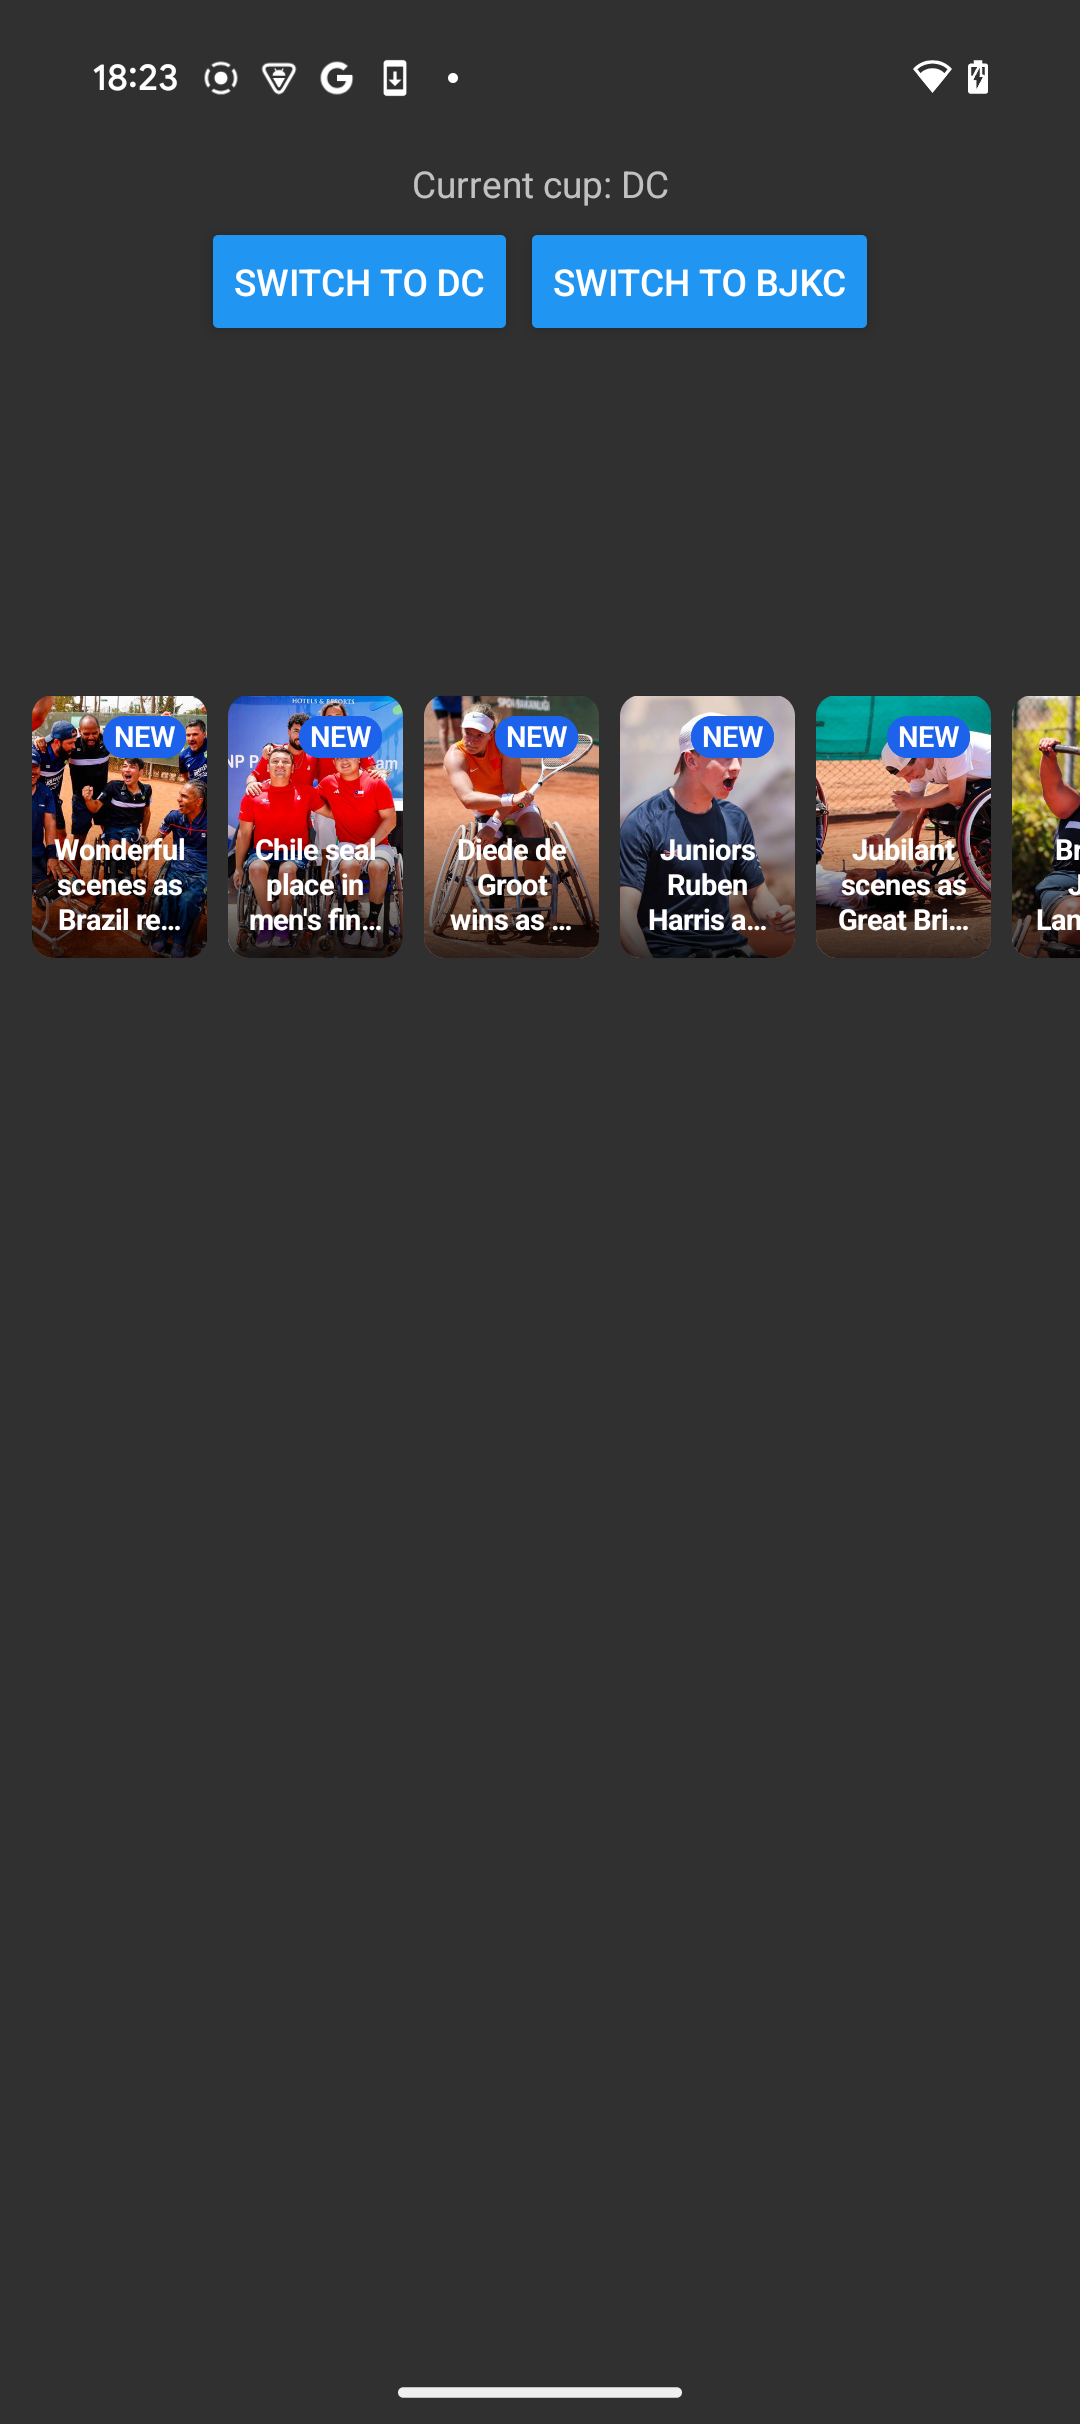 18:23
Current cup: DC
SWITCH TO DC
SWITCH TO BJKC
HOTELS & RESORTS
NEW
NEW
NEW
NEW
NEW
Wonderful
scenes as
Brazil re...
Chile seal
place in
men's fin...
Diede de
Groot
wins as ...
Juniors
Ruben
Harris a...
Jubilant
scenes as
Great Bri...
Br
J
Lan